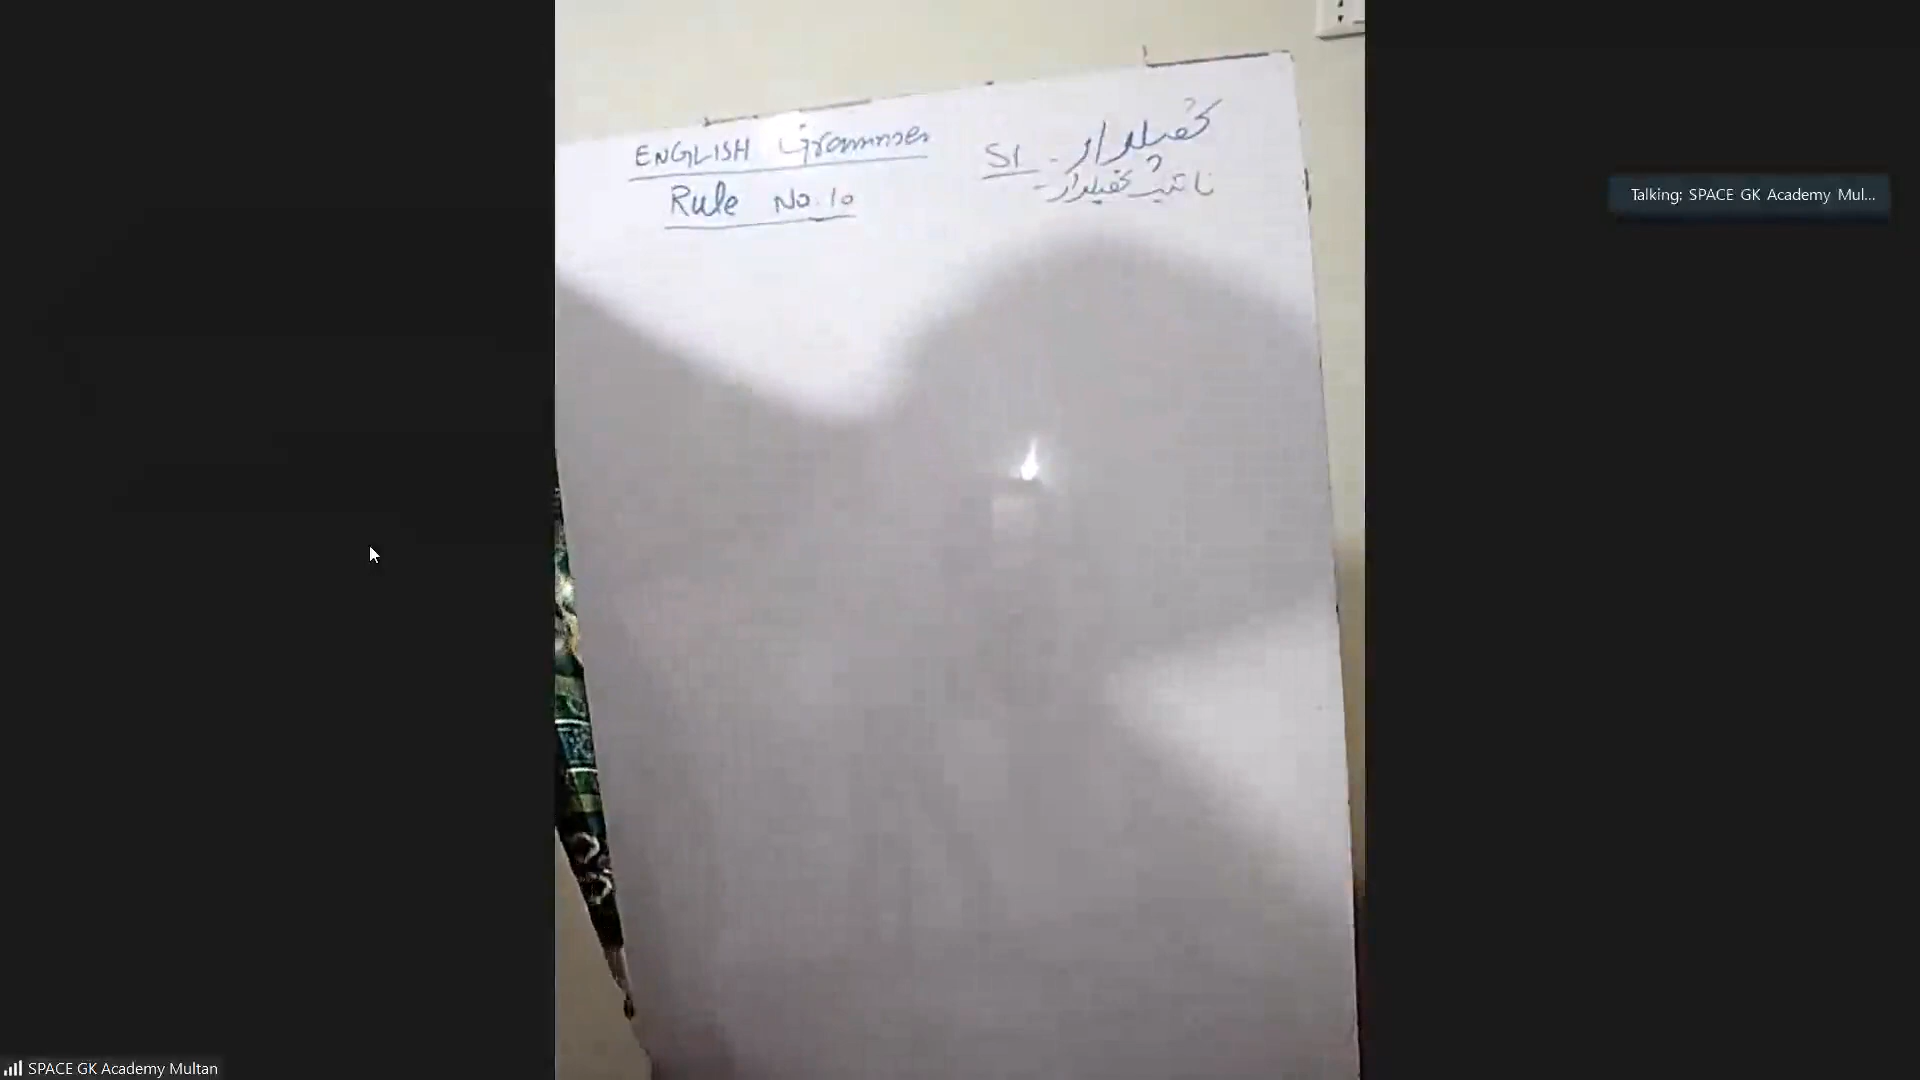 ENGLISH Grammer
Rule No. 10
SI - تحصیلدار
نائب تحصیلدار -
Talking: SPACE GK Academy Mul...
SPACE GK Academy Multan